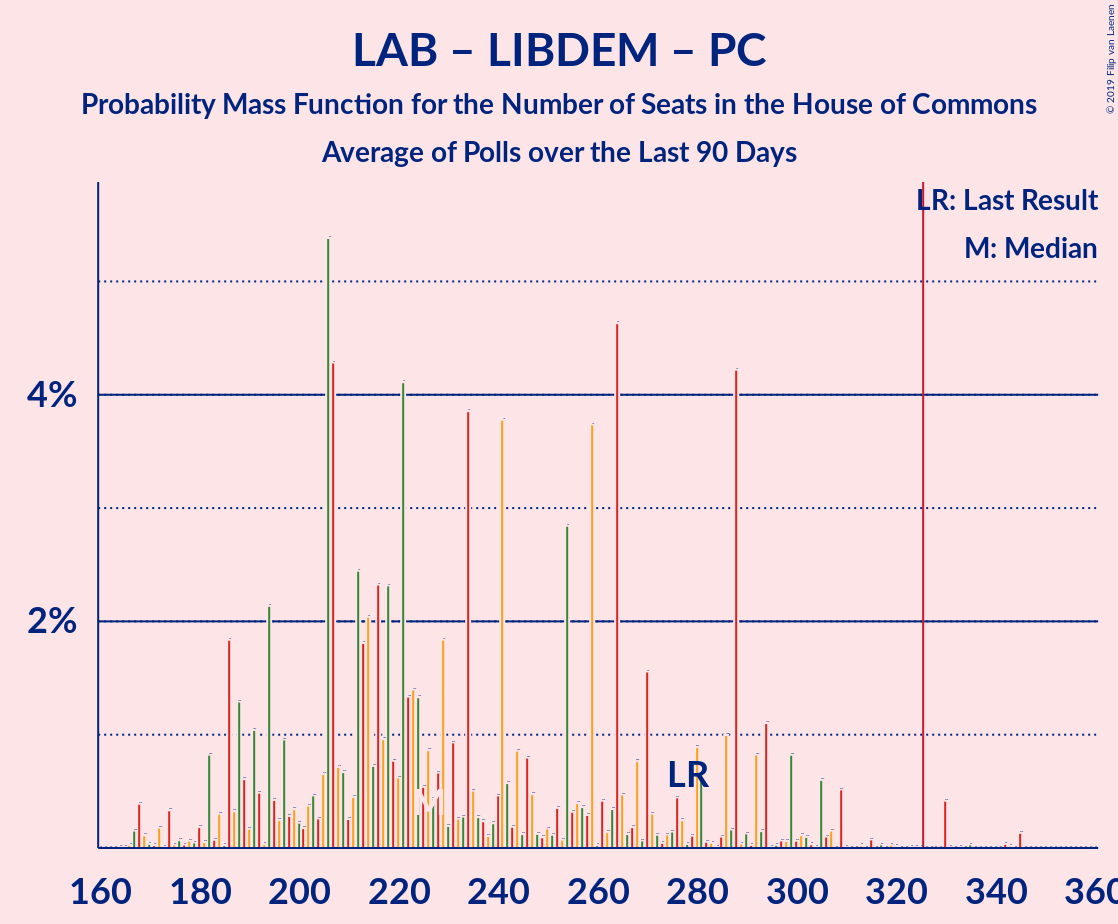 LAB – LIBDEM – PC
Probability Mass Function for the Number of Seats in the House of Commons
Average of Polls over the Last 90 Days
© 2019 Filip van Laenen
LR: Last Result
M: Median
4%
2%
LR
M
160 180 200 220 240 260 280 300 320 340 360